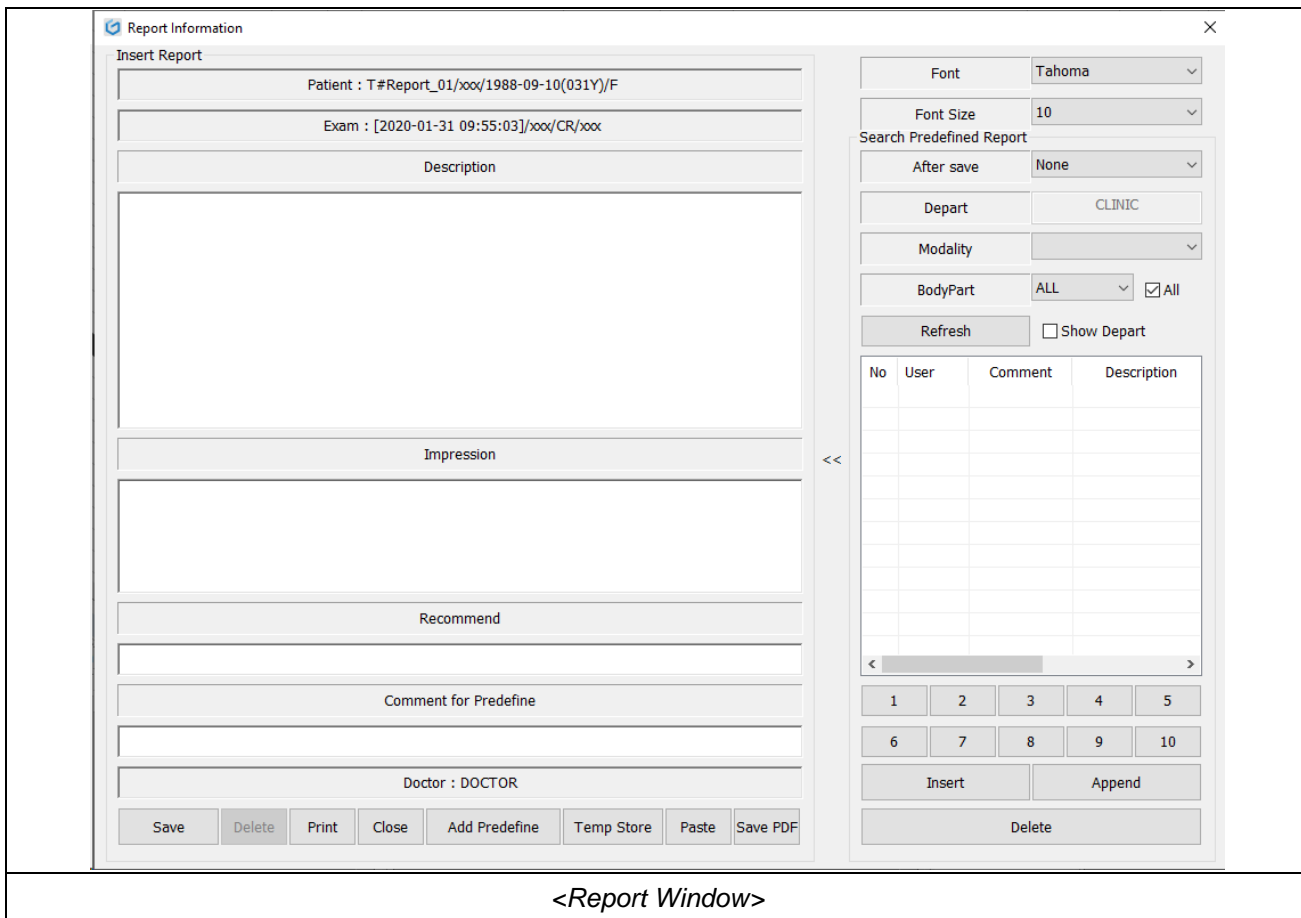 Report Information
Insert Report
Patient : T#Report_01/xxx/1988-09-10(031Y)/F
Exam : [2020-01-31 09:55:03]/xxx/CR/xxx
Description
Impression
Recommend
Comment for Predefine
Doctor : DOCTOR
Save Delete Print Close Add Predefine Temp Store Paste Save PDF
<<
Font Tahoma
Font Size 10
Search Predefined Report
After save None
Depart CLINIC
Modality
BodyPart ALL All
Refresh Show Depart
No User Comment Description
1 2 3 4 5
6 7 8 9 10
Insert Append
Delete
<Report Window>